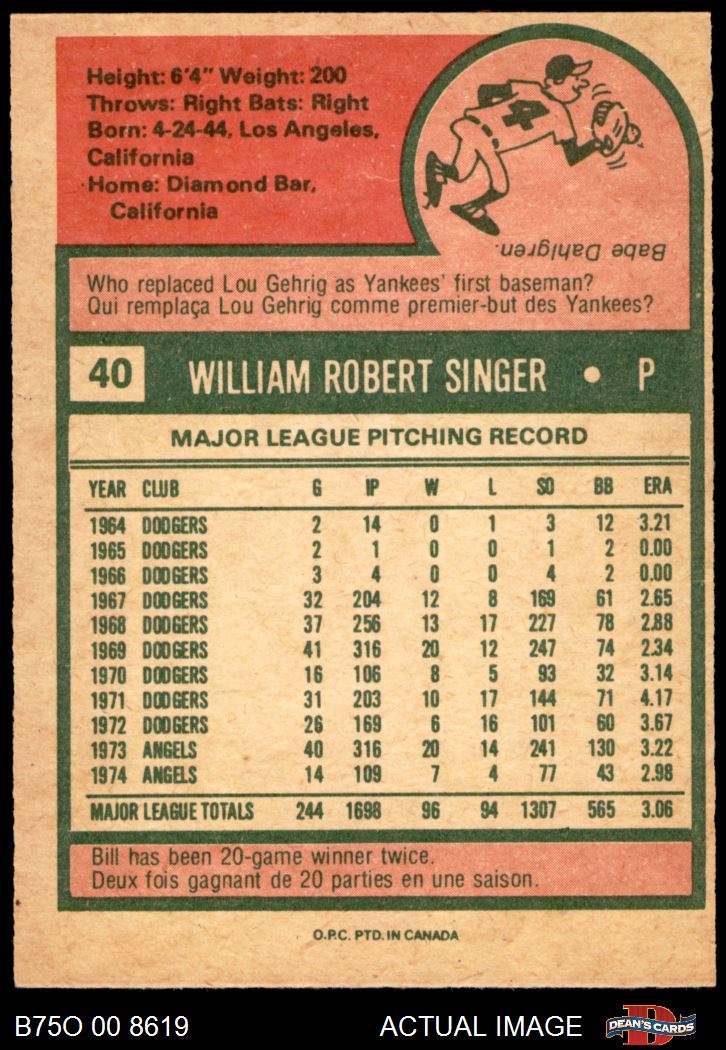 Height: 6'4" Weight: 200
Throws: Right Bats: Right
Born: 4-24-44, Los Angeles,
California
Home: Diamond Bar,
California
4
Babe Dahlgren.
Who replaced Lou Gehrig as Yankees' first baseman?
Qui remplaça Lou Gehrig comme premier-but des Yankees?
40 WILLIAM ROBERT SINGER • P
MAJOR LEAGUE PITCHING RECORD
YEAR CLUB G IP W L SO BB ERA
1964 DODGERS 2 14 0 1 3 12 3.21
1965 DODGERS 2 1 0 0 1 2 0.00
1966 DODGERS 3 4 0 0 4 2 0.00
1967 DODGERS 32 204 12 8 169 61 2.65
1968 DODGERS 37 256 13 17 227 78 2.88
1969 DODGERS 41 316 20 12 247 74 2.34
1970 DODGERS 16 106 8 5 93 32 3.14
1971 DODGERS 31 203 10 17 144 71 4.17
1972 DODGERS 26 169 6 16 101 60 3.67
1973 ANGELS 40 316 20 14 241 130 3.22
1974 ANGELS 14 109 7 4 77 43 2.98
MAJOR LEAGUE TOTALS 244 1698 96 94 1307 565 3.06
Bill has been 20-game winner twice.
Deux fois gagnant de 20 parties en une saison.
O.P.C. PTD. IN CANADA
B75O 00 8619 ACTUAL IMAGE D DEAN'S CARDS